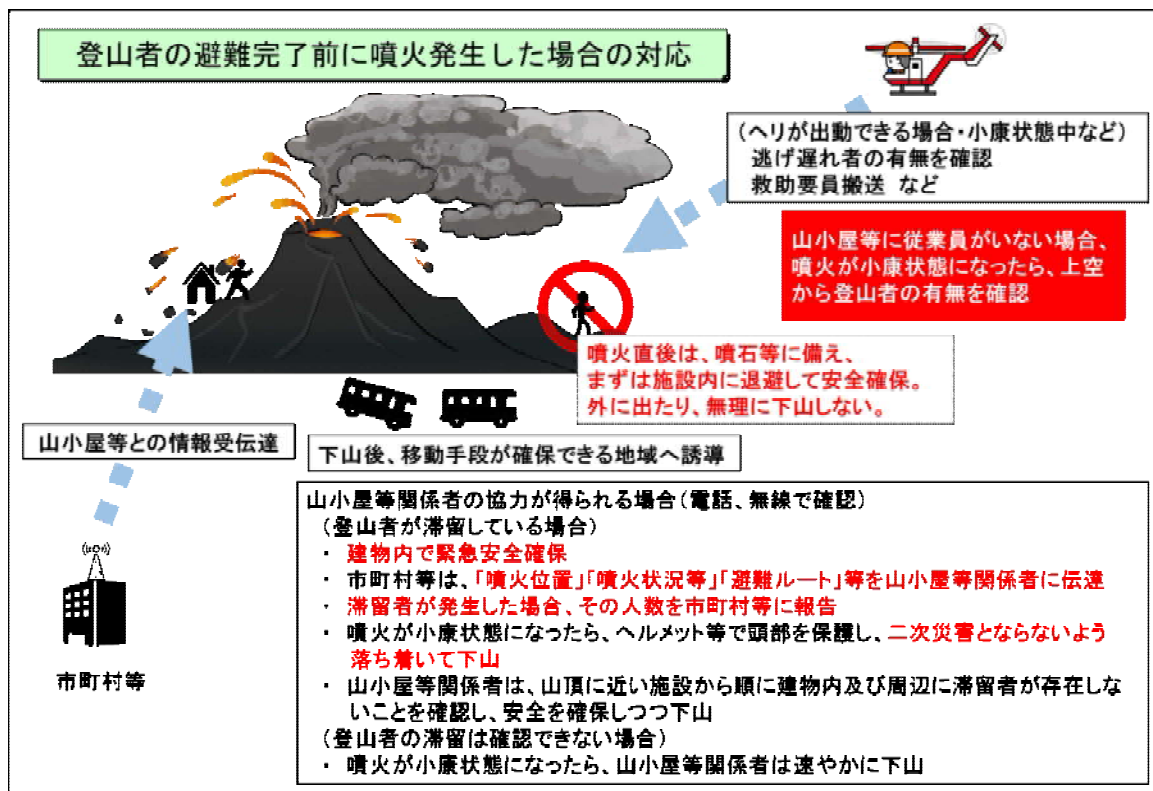 登山者の避難完了前に噴火発生した場合の対応
（ヘリが出動できる場合・小康状態中など）
逃げ遅れ者の有無を確認
救助要員搬送 など
山小屋等に従業員がいない場合、
噴火が小康状態になったら、上空
から登山者の有無を確認
噴火直後は、噴石等に備え、
まずは施設内に退避して安全確保。
外に出たり、無理に下山しない。
山小屋等との情報受伝達
下山後、移動手段が確保できる地域へ誘導
市町村等
山小屋等関係者の協力が得られる場合（電話、無線で確認）
（登山者が滞留している場合）
・ 建物内で緊急安全確保
・ 市町村等は、「噴火位置」「噴火状況等」「避難ルート」等を山小屋等関係者に伝達
・ 滞留者が発生した場合、その人数を市町村等に報告
・ 噴火が小康状態になったら、ヘルメット等で頭部を保護し、二次災害とならないよう
落ち着いて下山
・ 山小屋等関係者は、山頂に近い施設から順に建物内及び周辺に滞留者が存在しな
いことを確認し、安全を確保しつつ下山
（登山者の滞留は確認できない場合）
・ 噴火が小康状態になったら、山小屋等関係者は速やかに下山